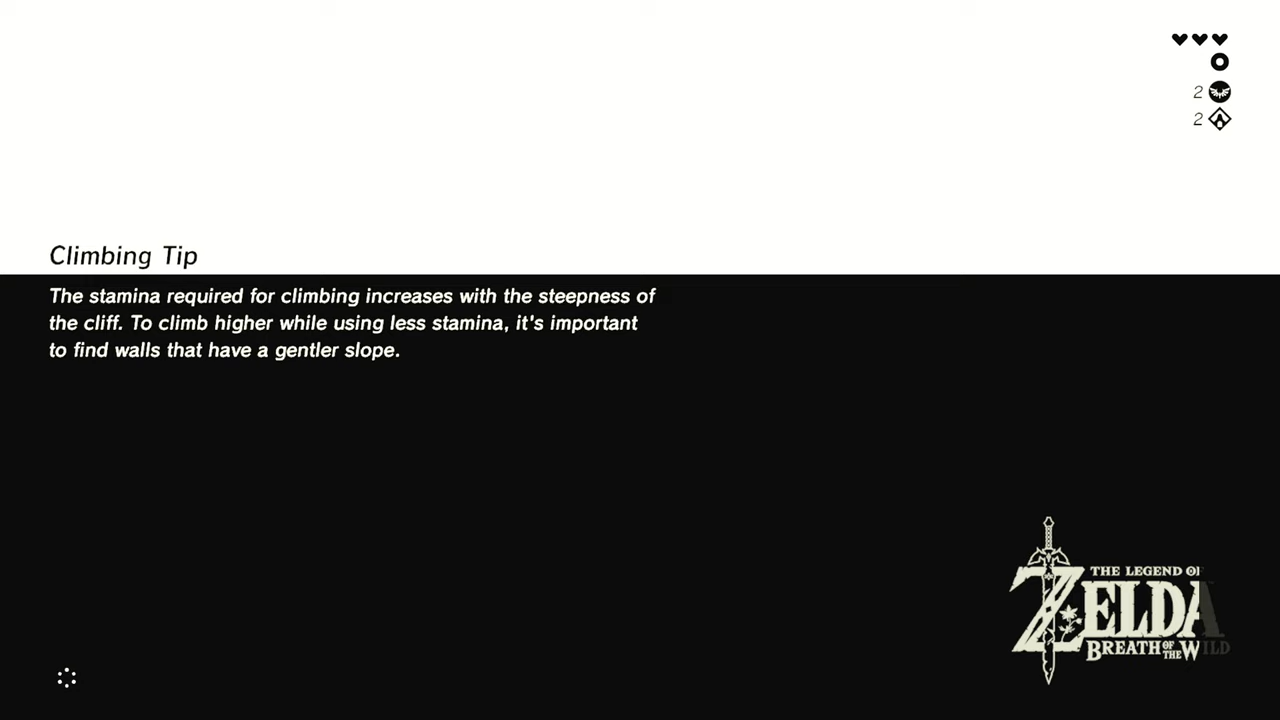 2
2
Climbing Tip
The stamina required for climbing increases with the steepness of
the cliff. To climb higher while using less stamina, it's important
to find walls that have a gentler slope.
THE LEGEND OF
ZELDA
BREATH OF THE WILD